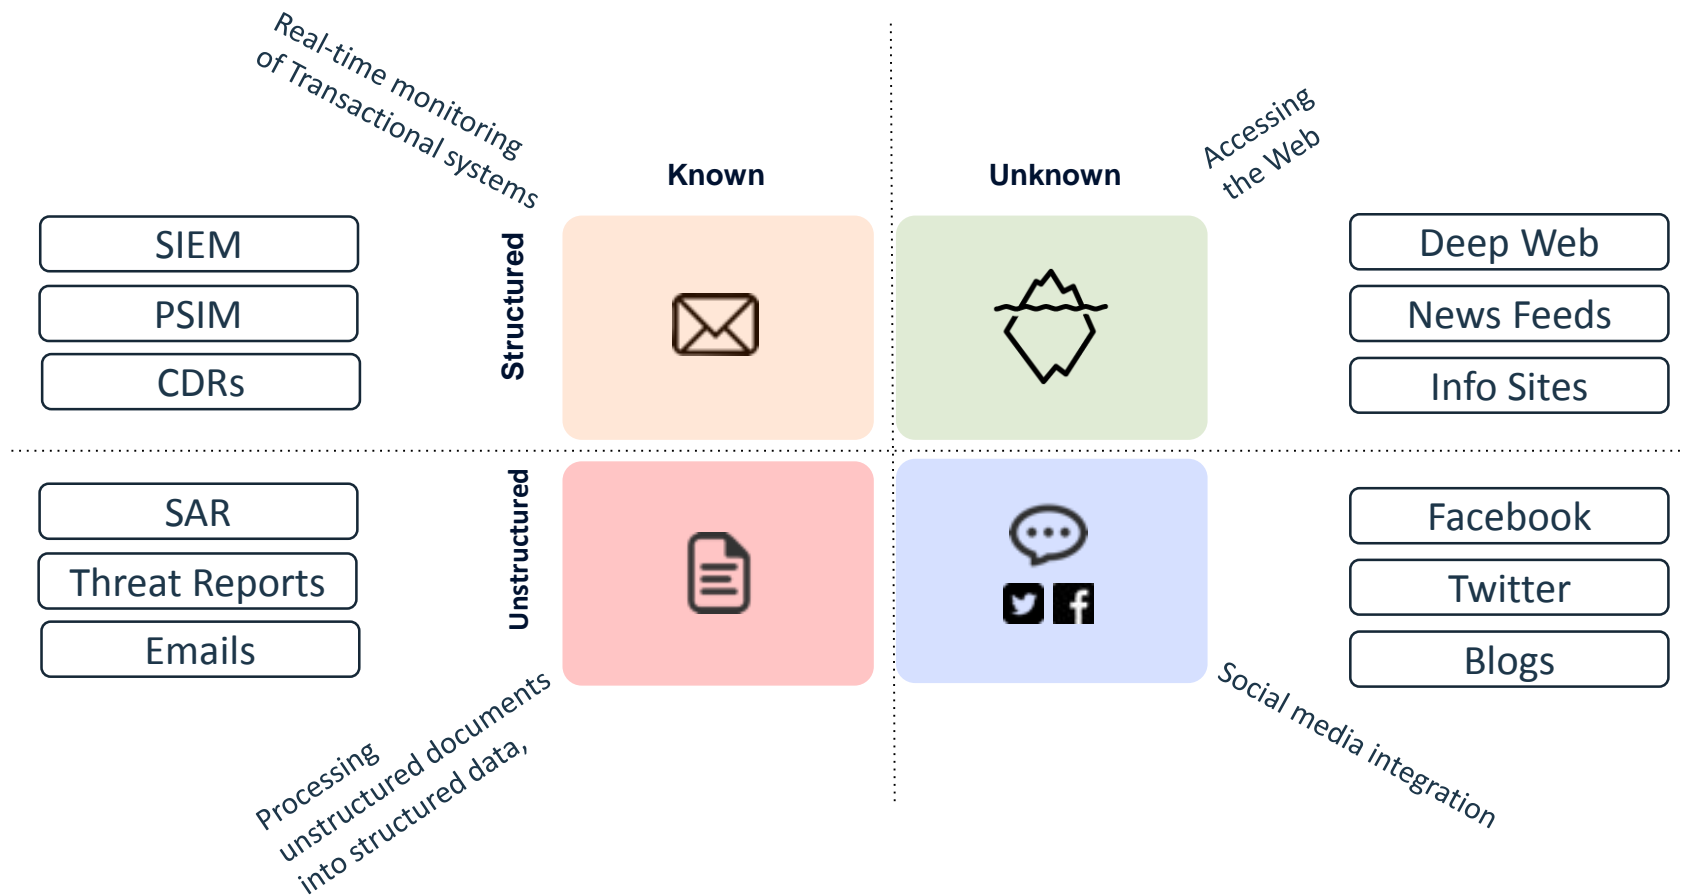 Real-time monitoring
of Transactional systems
Accessing
the Web
Known
Unknown
Structured
SIEM
PSIM
CDRs
Deep Web
News Feeds
Info Sites
Unstructured
SAR
Threat Reports
Emails
Facebook
Twitter
Blogs
Processing
unstructured documents
into structured data,
Social media integration